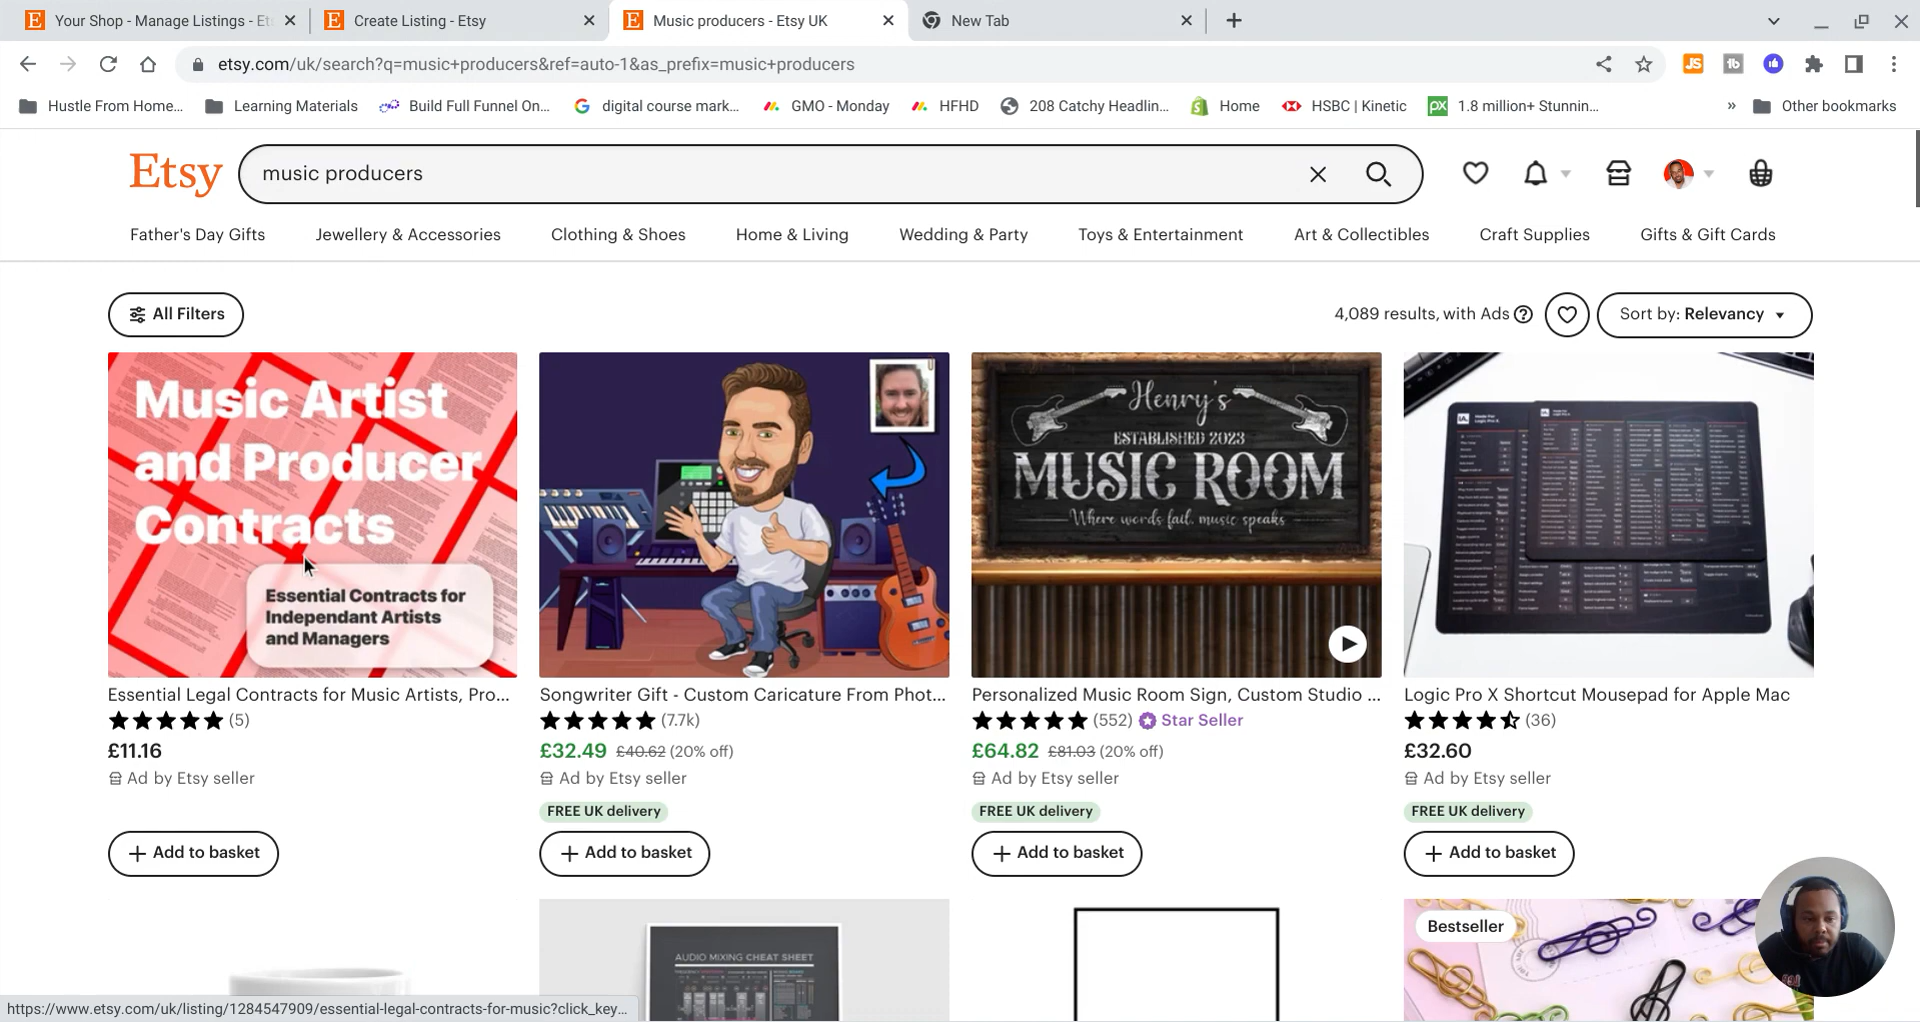 Your Shop - Manage Listings - Ets
Create Listing - Etsy
Music producers - Etsy UK
New Tab
etsy.com/uk/search?q=music+producers&ref=auto-1&as_prefix=music+producers
JS
tb
Hustle From Home...
Learning Materials
Build Full Funnel On...
digital course mark...
GMO - Monday
HFHD
208 Catchy Headlin...
Home
HSBC | Kinetic
px
1.8 million+ Stunnin...
»
Other bookmarks
Etsy
music producers
Father's Day Gifts
Jewellery & Accessories
Clothing & Shoes
Home & Living
Wedding & Party
Toys & Entertainment
Art & Collectibles
Craft Supplies
Gifts & Gift Cards
All Filters
4,089 results, with Ads
Sort by: Relevancy
Music Artist
and Producer
Contracts
Essential Contracts for
Independant Artists
and Managers
Henry's
ESTABLISHED 2023
MUSIC ROOM
Where words fail, music speaks
Essential Legal Contracts for Music Artists, Pro...
(5)
£11.16
Ad by Etsy seller
Add to basket
Songwriter Gift - Custom Caricature From Phot...
(7.7k)
£32.49 £40.62 (20% off)
Ad by Etsy seller
FREE UK delivery
Add to basket
Personalized Music Room Sign, Custom Studio ...
(552) Star Seller
£64.82 £81.03 (20% off)
Ad by Etsy seller
FREE UK delivery
Add to basket
Logic Pro X Shortcut Mousepad for Apple Mac
(36)
£32.60
Ad by Etsy seller
FREE UK delivery
Add to basket
AUDIO MIXING CHEAT SHEET
Bestseller
https://www.etsy.com/uk/listing/1284547909/essential-legal-contracts-for-music?click_key...